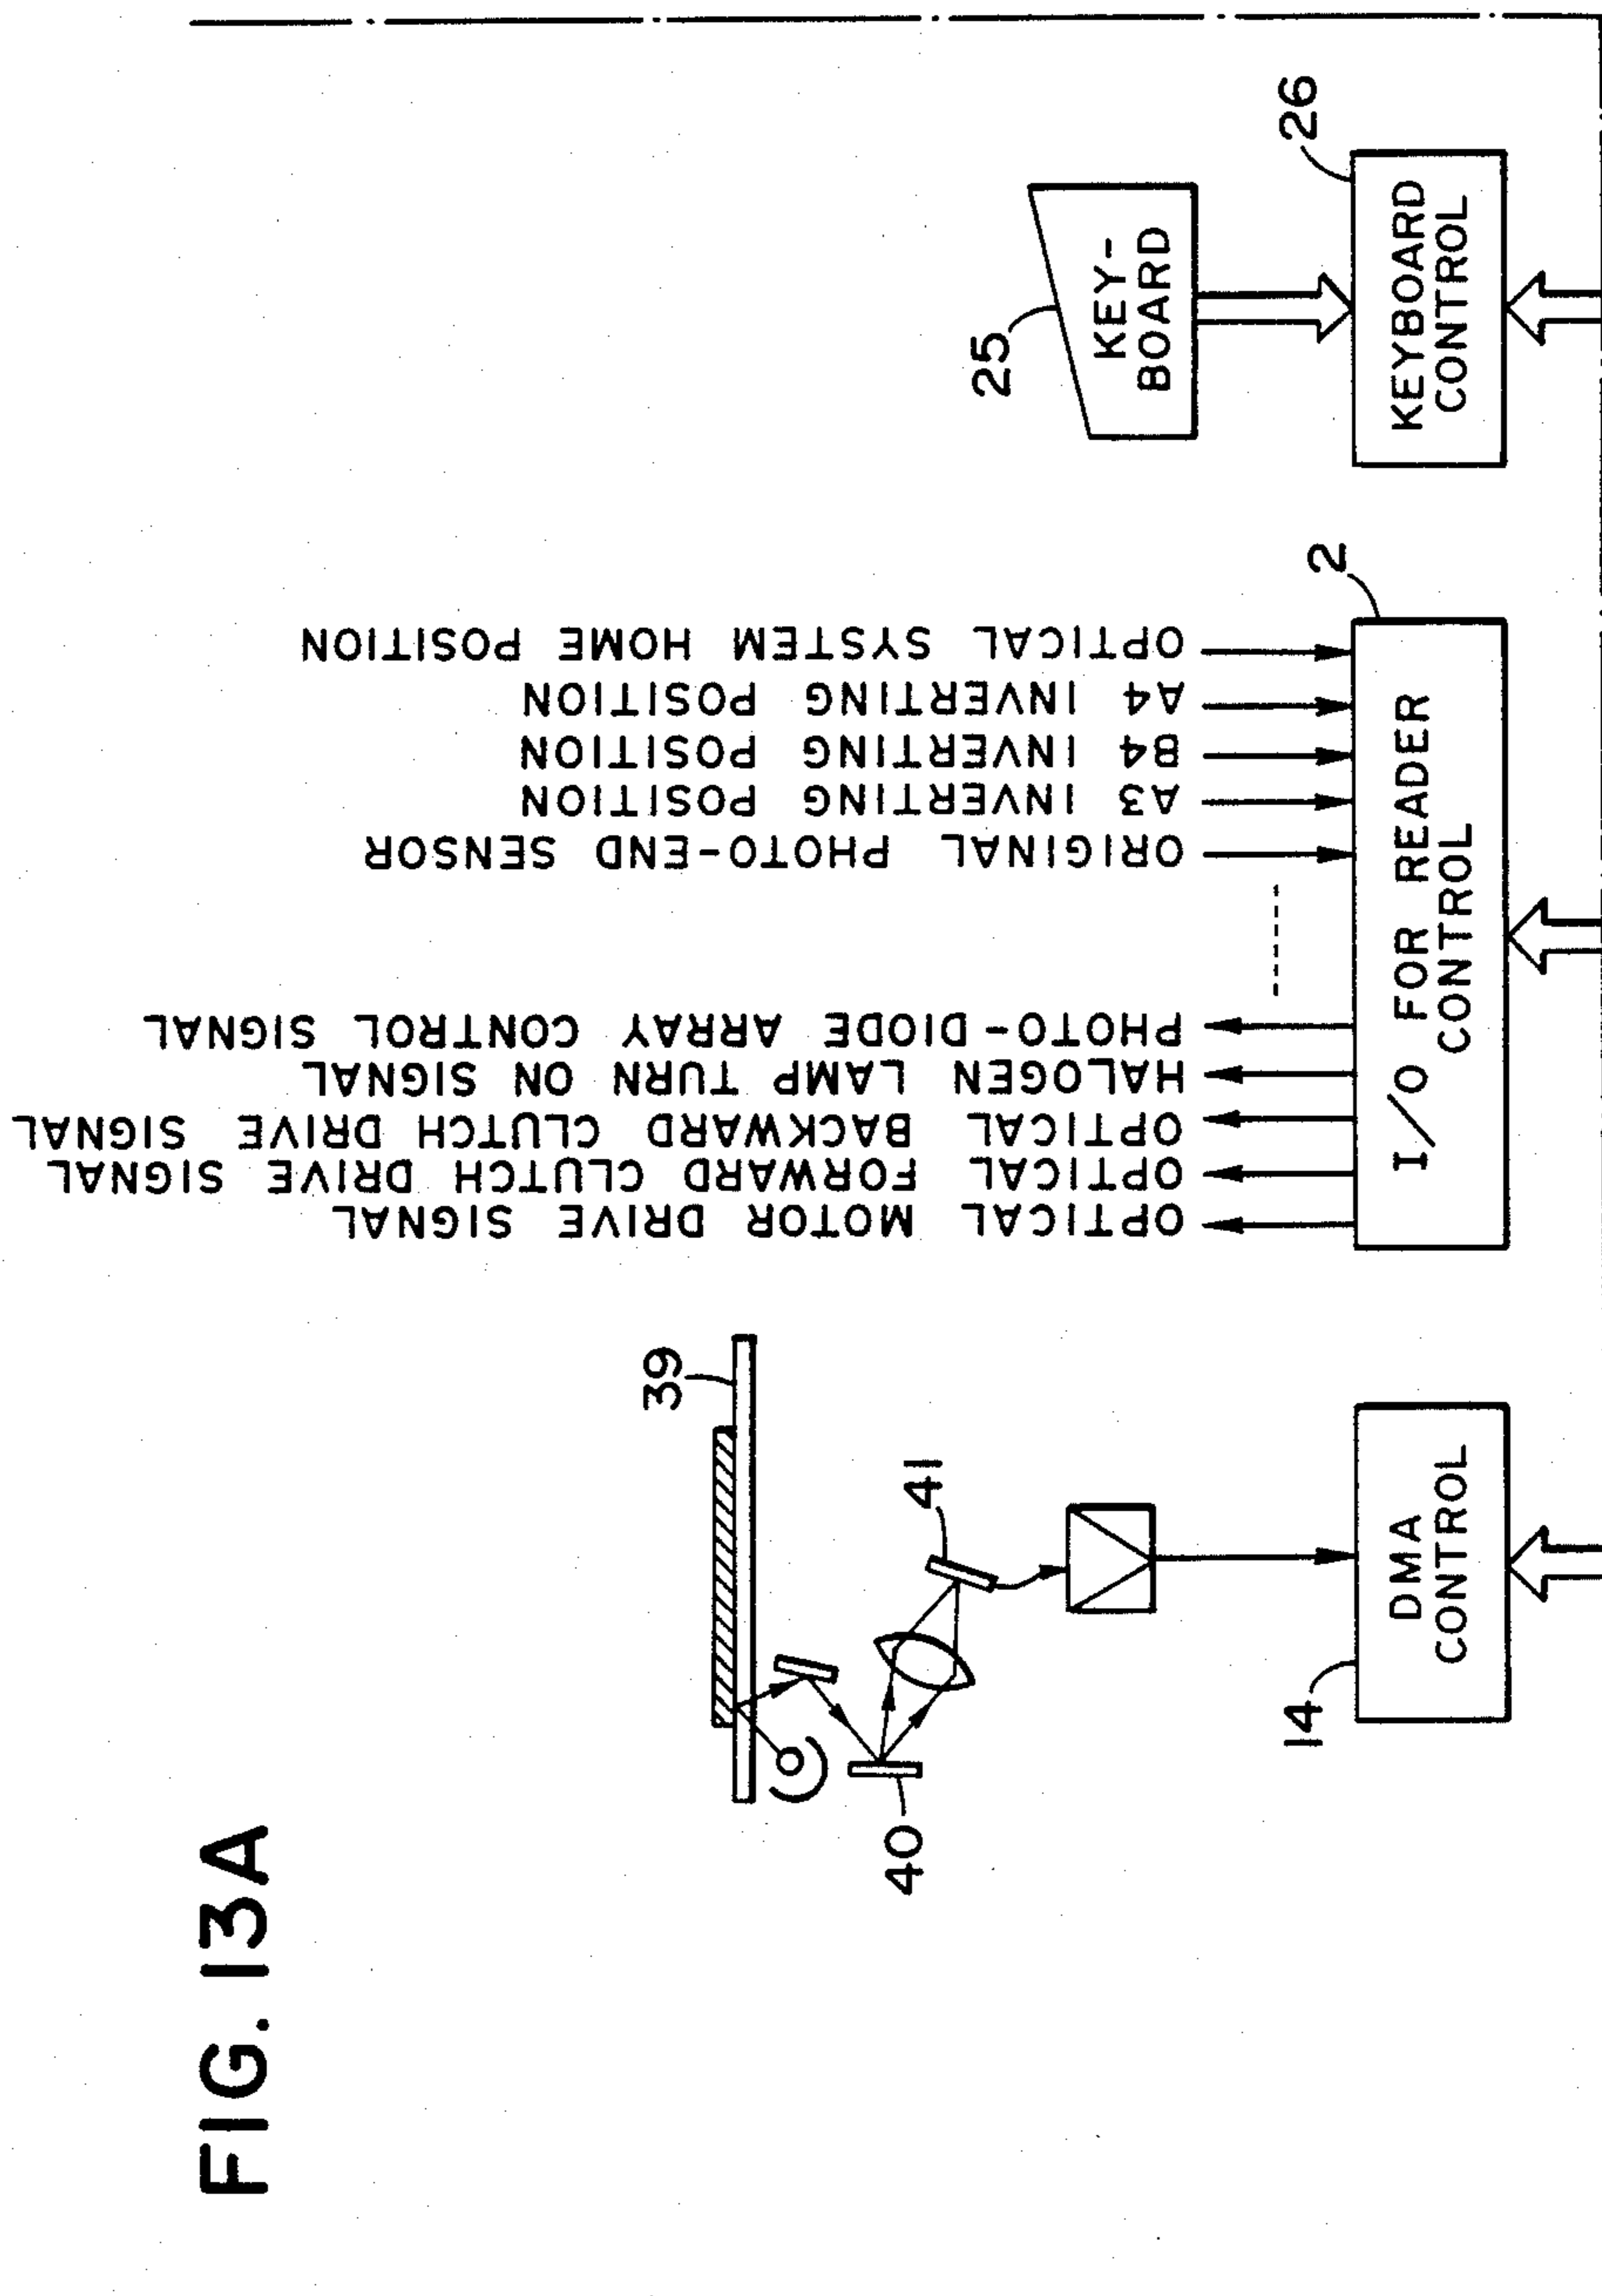 FIG. 13A
39
40
41
14
DMA
CONTROL
OPTICAL MOTOR DRIVE SIGNAL
OPTICAL FORWARD CLUTCH DRIVE SIGNAL
OPTICAL BACKWARD CLUTCH DRIVE SIGNAL
HALOGEN LAMP TURN ON SIGNAL
PHOTO-DIODE ARRAY CONTROL SIGNAL
ORIGINAL PHOTO-END SENSOR
A3 INVERTING POSITION
B4 INVERTING POSITION
A4 INVERTING POSITION
OPTICAL SYSTEM HOME POSITION
2
I/O FOR READER
CONTROL
25
KEY-
BOARD
26
KEYBOARD
CONTROL